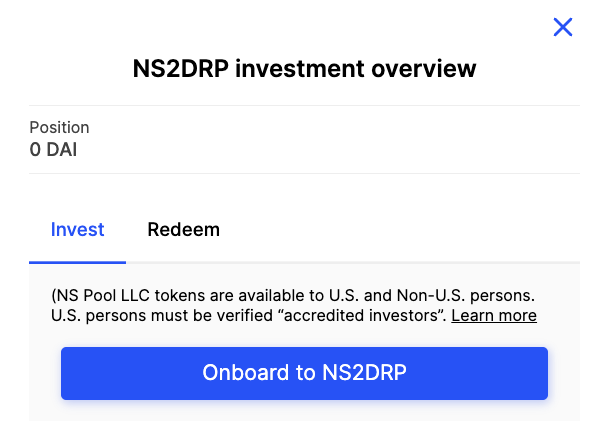 NS2DRP investment overview
Position
0 DAI
Invest Redeem
(NS Pool LLC tokens are available to U.S. and Non-U.S. persons.
U.S. persons must be verified “accredited investors”. Learn more
Onboard to NS2DRP